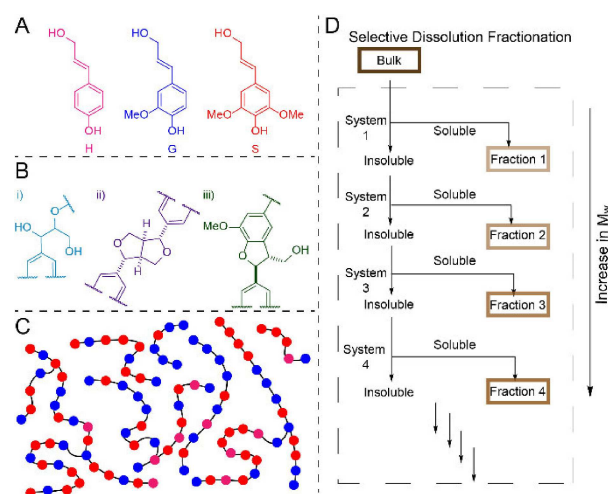 A
HO
OH
H
HO
MeO
OH
G
HO
MeO
OMe
OH
S
B
i)
O
HO
OH
ii)
O
H
H
O
iii)
MeO
O
OH
C
D
Selective Dissolution Fractionation
Bulk
System
1
Soluble
Insoluble
Fraction 1
System
2
Soluble
Insoluble
Fraction 2
System
3
Soluble
Insoluble
Fraction 3
System
4
Soluble
Insoluble
Fraction 4
Increase in Mw